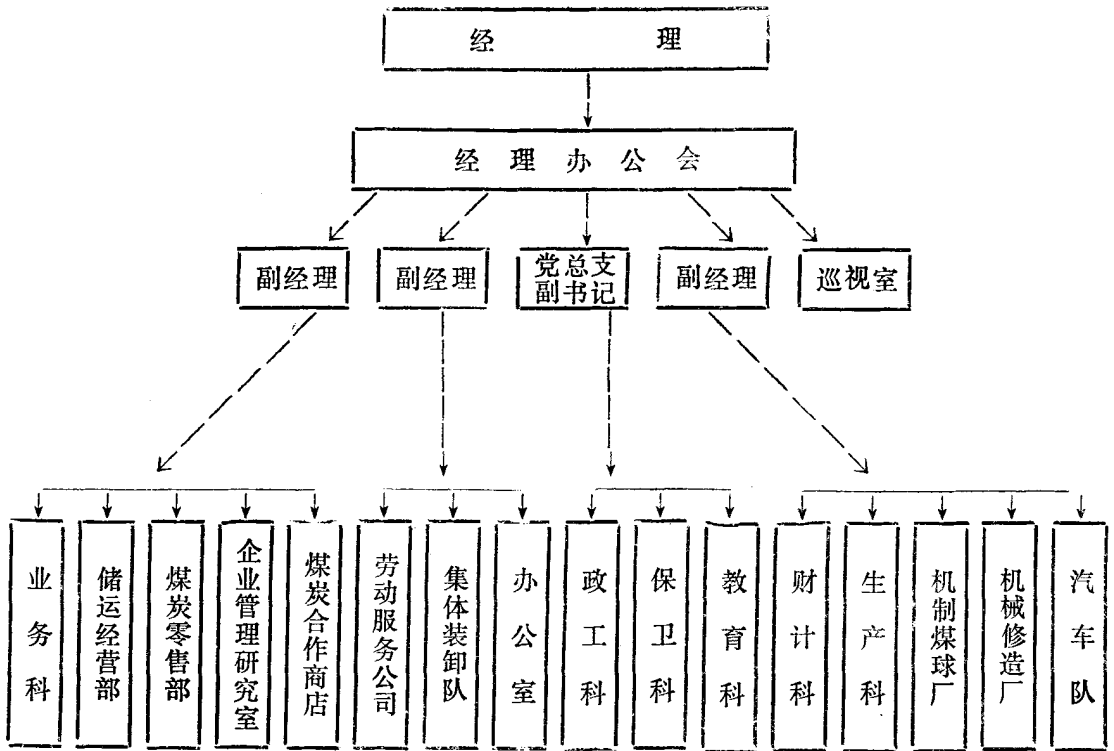 经理
经理办公会
副经理
副经理
党总支
副书记
副经理
巡视室
业务科
储运经营部
煤炭零售部
企业管理研究室
煤炭合作商店
劳动服务公司
集体装卸队
办公室
政工科
保卫科
教育科
财计科
生产科
机制煤球厂
机械修造厂
汽车队